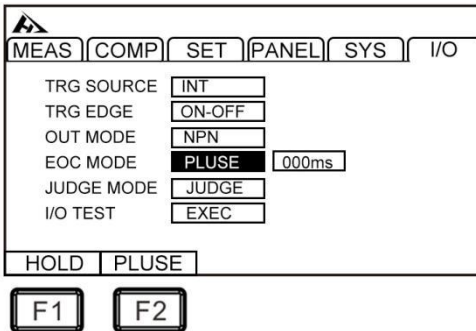 MEAS COMP SET PANEL SYS I/O
TRG SOURCE INT
TRG EDGE ON-OFF
OUT MODE NPN
EOC MODE PLUSE 000ms
JUDGE MODE JUDGE
I/O TEST EXEC
HOLD PLUSE
F1 F2